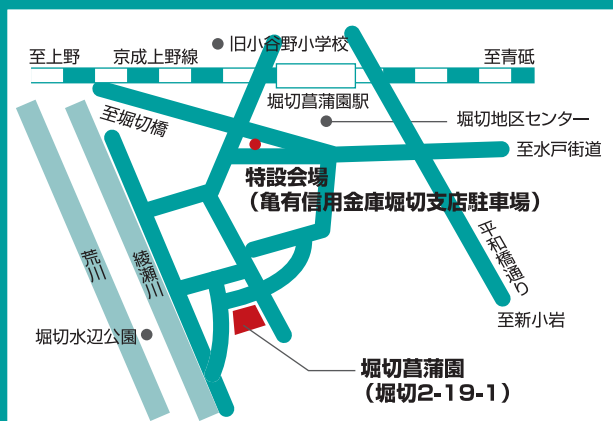 旧小谷野小学校
至上野
京成上野線
至青砥
堀切菖蒲園駅
至堀切橋
堀切地区センター
至水戸街道
特設会場
（亀有信用金庫堀切支店駐車場）
平和橋通り
荒川
綾瀬川
至新小岩
堀切水辺公園
堀切菖蒲園
（堀切2-19-1）